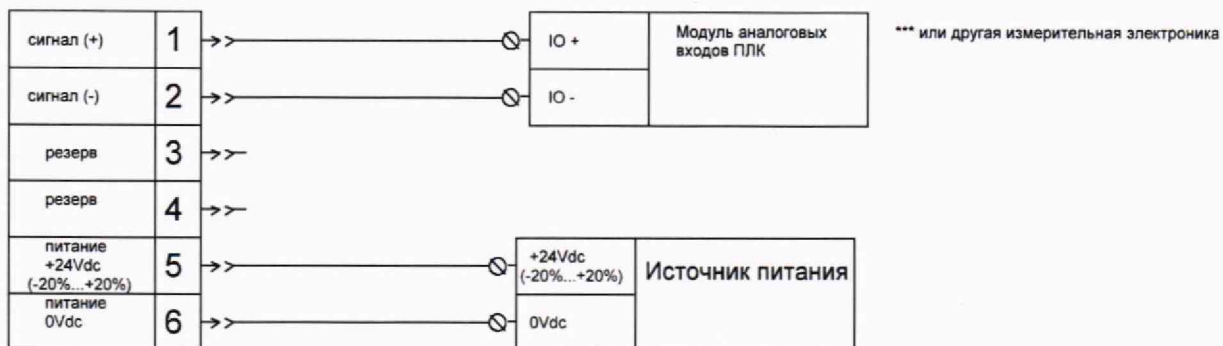 сигнал (+) 1
IO +
Модуль аналоговых
входов ПЛК
*** или другая измерительная электроника
сигнал (-) 2
IO -
резерв 3
резерв 4
питание
+24Vdc
(-20%...+20%)
5
+24Vdc
(-20%...+20%)
Источник питания
питание
0Vdc
6
0Vdc